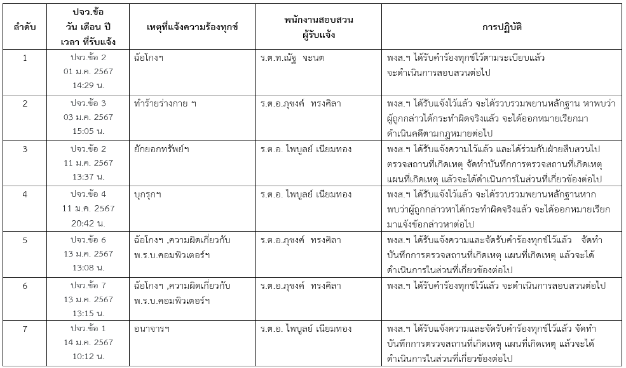 ลำดับ
ปจว.ข้อ
วัน เดือน ปี
เวลา ที่รับแจ้ง
เหตุที่แจ้งความร้องทุกข์
พนักงานสอบสวน
ผู้รับแจ้ง
การปฏิบัติ
1
ปจว ข้อ 2
01 ม.ค. 2567
14:29 น.
ฉ้อโกงฯ
ร.ต.ท.ณัฐ จะนต
พงส.ฯ ได้รับคำร้องทุกข์ไว้ตามระเบียบแล้ว
จะดำเนินการสอบสวนต่อไป
2
ปจว.ข้อ 3
03 ม.ค. 2567
15:05 น.
ทำร้ายร่างกาย ฯ
ร.ต.อ.ภุชงค์ ทรงศิลา
พงส.ฯ ได้รับแจ้งไว้แล้ว จะได้รวบรวมพยานหลักฐาน หาพบว่า
ผู้ถูกกล่าวได้กระทำผิดจริงแล้ว จะได้ออกหมายเรียกมา
ดำเนินคดีตามกฎหมายต่อไป
3
ปจว.ข้อ 2
11 ม.ค. 2567
13:37 น.
ยักยอกทรัพย์ฯ
ร.ต.อ. ไพบูลย์ เนียมทอง
พงส.ฯ ได้รับแจ้งความไว้แล้ว และได้ร่วมกับฝ่ายสืบสวนไป
ตรวจสถานที่เกิดเหตุ จัดทำบันทึกการตรวจสถานที่เกิดเหตุ
แผนที่เกิดเหตุ แล้วจะได้ดำเนินการในส่วนที่เกี่ยวข้องต่อไป
4
ปจว.ข้อ 4
11 ม.ค. 2567
20:42 น.
บุกรุกฯ
ร.ต.อ. ไพบูลย์ เนียมทอง
พงส.ฯ ได้รับแจ้งไว้แล้ว จะได้รวบรวมพยานหลักฐานหาก
พบว่าผู้ถูกกล่าวหาได้กระทำผิดจริงแล้ว จะได้ออกหมายเรียก
มาแจ้งข้อกล่าวหาต่อไป
5
ปจว.ข้อ 6
13 ม.ค. 2567
13:08 น.
ฉ้อโกงฯ ,ความผิดเกี่ยวกับ
พ.ร.บ.คอมพิวเตอร์ฯ
ร.ต.อ.ภุชงค์ ทรงศิลา
พงส.ฯ ได้รับแจ้งความและจัดรับคำร้องทุกข์ไว้แล้ว จัดทำ
บันทึกการตรวจสถานที่เกิดเหตุ แผนที่เกิดเหตุ แล้วจะได้
ดำเนินการในส่วนที่เกี่ยวข้องต่อไป
6
ปจว ข้อ 7
13 ม.ค. 2567
13:15 น.
ฉ้อโกงฯ ,ความผิดเกี่ยวกับ
พ.ร.บ.คอมพิวเตอร์ฯ
ร.ต.อ.ภุชงค์ ทรงศิลา
พงส.ฯ ได้รับคำร้องทุกข์ไว้แล้ว จะดำเนินการสอบสวนต่อไป
7
ปจว.ข้อ 1
14 ม.ค. 2567
10:12 น.
อนาจารฯ
ร.ต.อ. ไพบูลย์ เนียมทอง
พงส.ฯ ได้รับแจ้งความและจัดรับคำร้องทุกข์ไว้แล้ว จัดทำ
บันทึกการตรวจสถานที่เกิดเหตุ แผนที่เกิดเหตุ แล้วจะได้
ดำเนินการในส่วนที่เกี่ยวข้องต่อไป